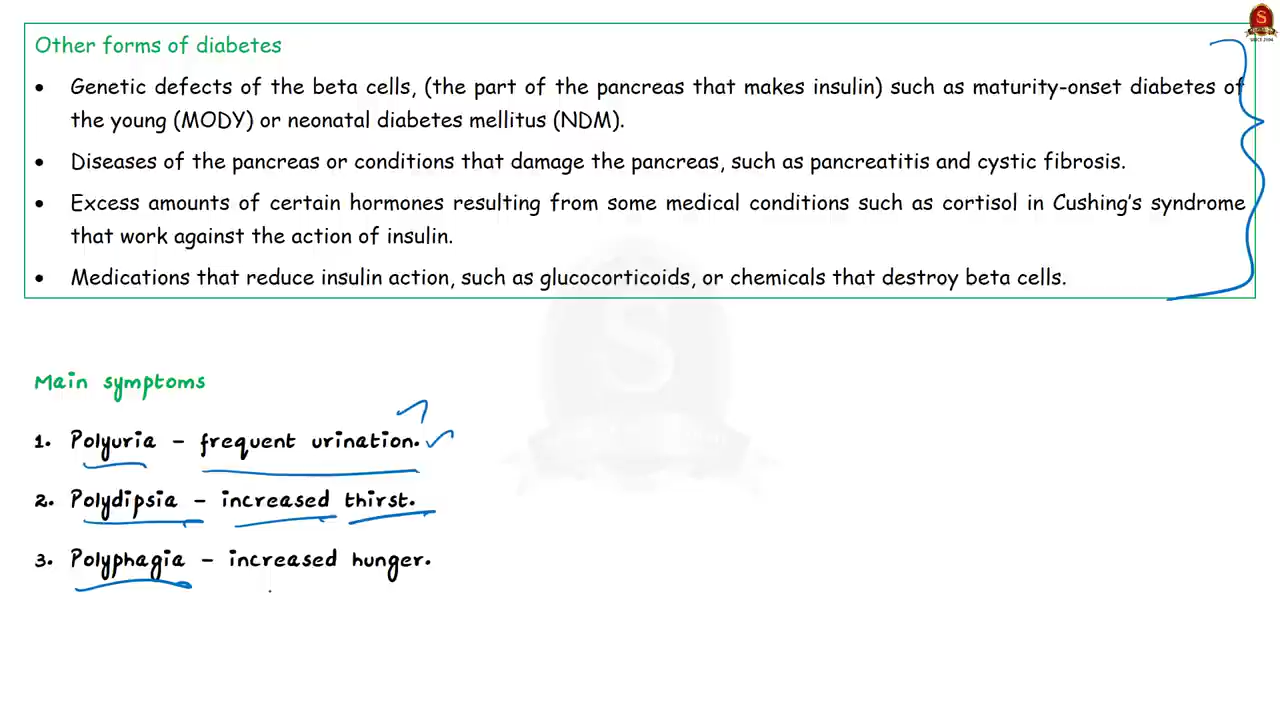 Other forms of diabetes
• Genetic defects of the beta cells, (the part of the pancreas that makes insulin) such as maturity-onset diabetes of
the young (MODY) or neonatal diabetes mellitus (NDM).
• Diseases of the pancreas or conditions that damage the pancreas, such as pancreatitis and cystic fibrosis.
• Excess amounts of certain hormones resulting from some medical conditions such as cortisol in Cushing's syndrome
that work against the action of insulin.
• Medications that reduce insulin action, such as glucocorticoids, or chemicals that destroy beta cells.
Main symptoms
1. Polyuria - frequent urination.
2. Polydipsia - increased thirst.
3. Polyphagia - increased hunger.